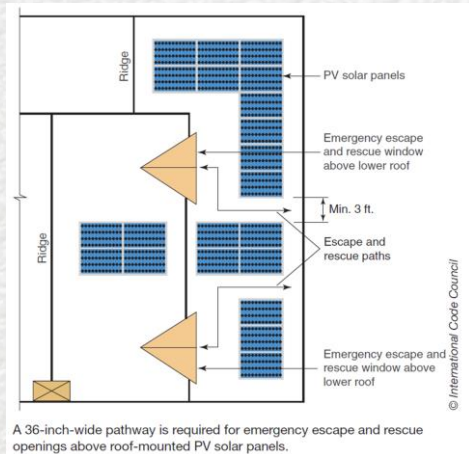 Ridge
PV solar panels
Emergency escape
and rescue window
above lower roof
Min. 3 ft.
Ridge
Escape and
rescue paths
Emergency escape and
rescue window above
lower roof
© International Code Council
A 36-inch-wide pathway is required for emergency escape and rescue
openings above roof-mounted PV solar panels.